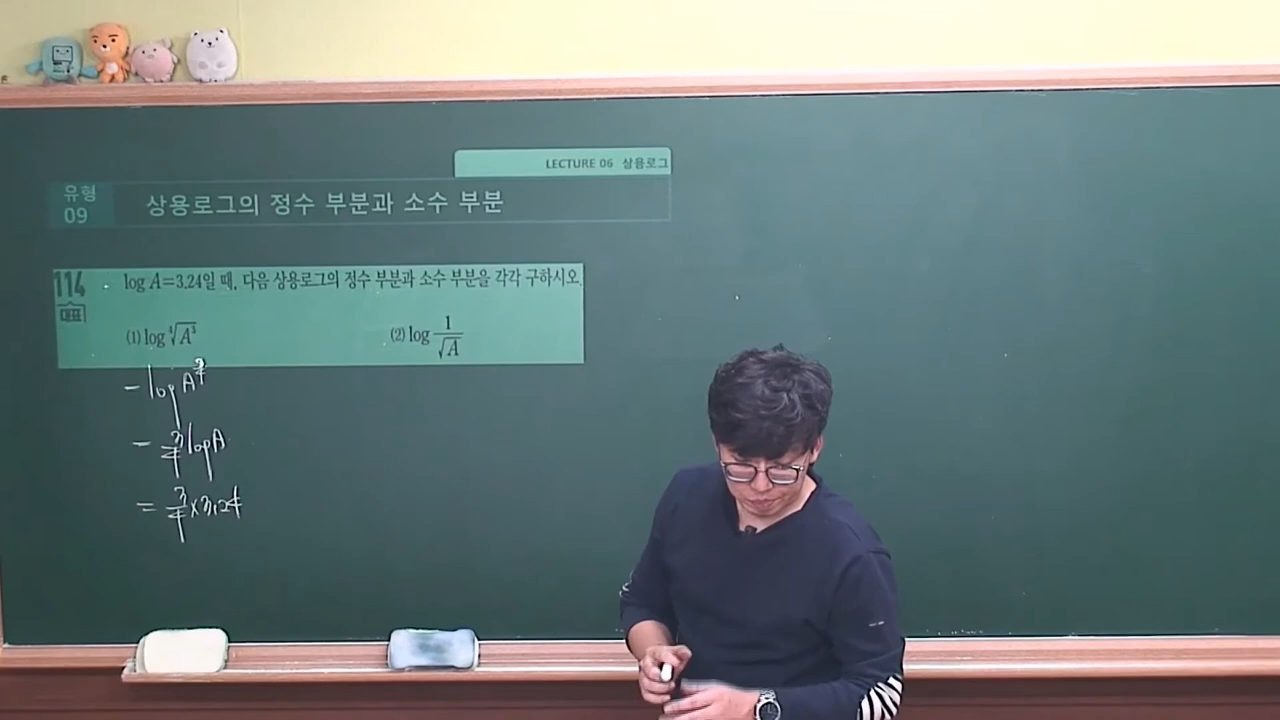 LECTURE 06 상용로그
유형
09
상용로그의 정수 부분과 소수 부분
114
대표
log A=3.24일 때, 다음 상용로그의 정수 부분과 소수 부분을 각각 구하시오.
(1) log ⁴√A³
(2) log 1/√A
- log A^(3/4)
- 3/4 log A
= 3/4 × 3.24